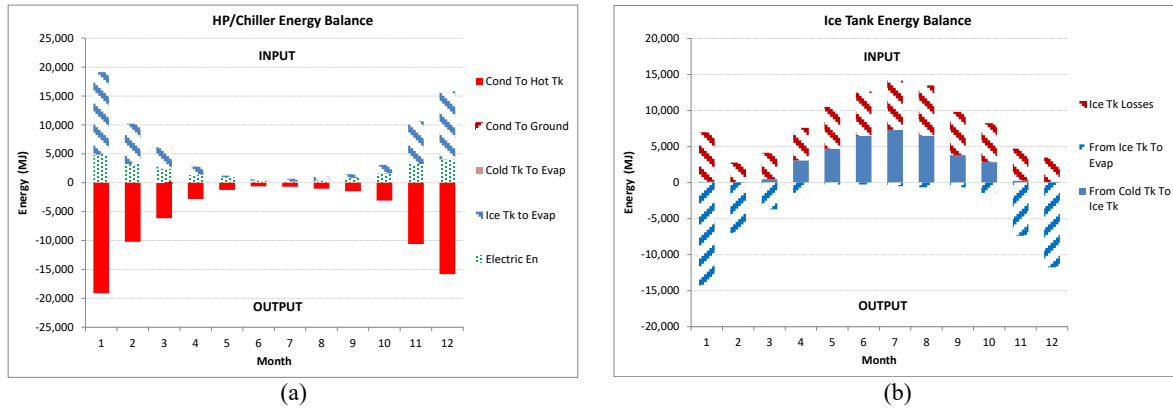 HP/Chiller Energy Balance
25,000
20,000
15,000
10,000
5,000
0
-5,000
-10,000
-15,000
-20,000
-25,000
Energy (MJ)
INPUT
OUTPUT
1 2 3 4 5 6 7 8 9 10 11 12
Month
Cond To Hot Tk
Cond To Ground
Cold Tk To Evap
Ice Tk to Evap
Electric En
(a)
Ice Tank Energy Balance
20,000
15,000
10,000
5,000
0
-5,000
-10,000
-15,000
-20,000
Energy (MJ)
INPUT
OUTPUT
1 2 3 4 5 6 7 8 9 10 11 12
Month
Ice Tk Losses
From Ice Tk To
Evap
From Cold Tk To
Ice Tk
(b)